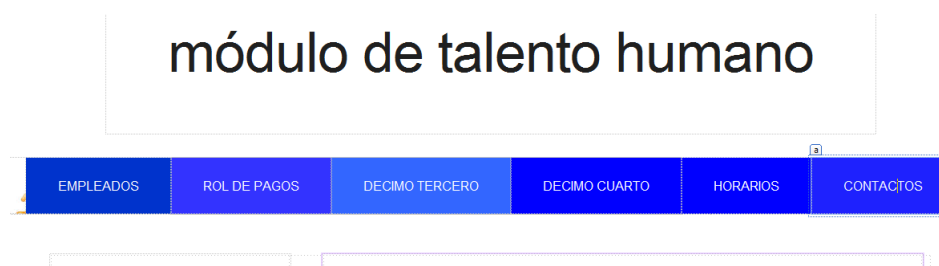 módulo de talento humano
a
EMPLEADOS ROL DE PAGOS DECIMO TERCERO DECIMO CUARTO HORARIOS CONTACTOS